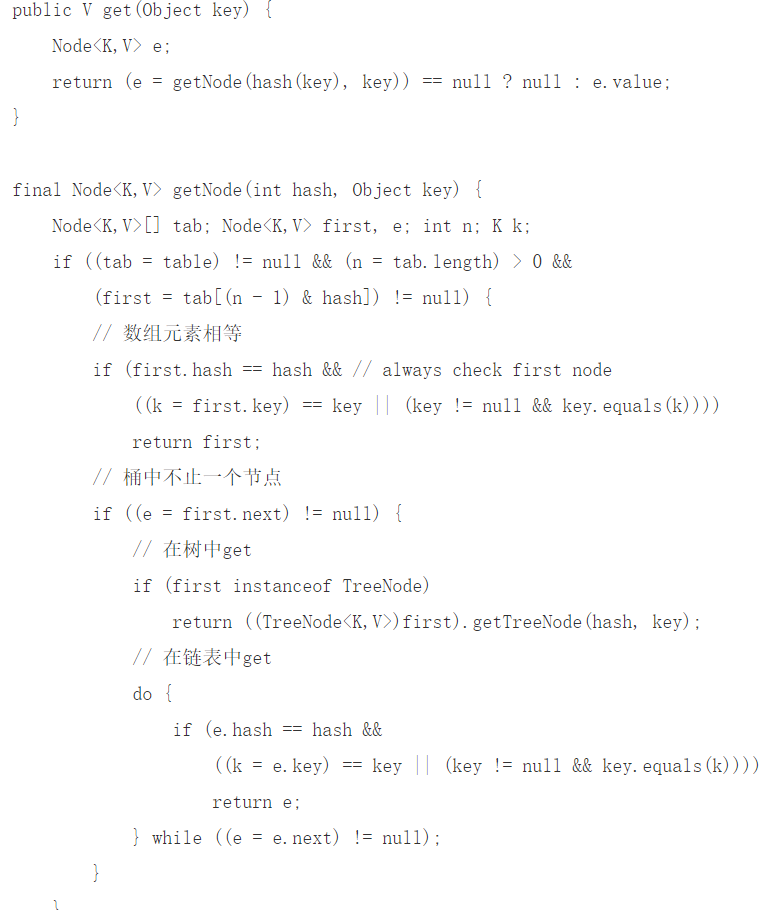 public V get(Object key) {
    Node<K,V> e;
    return (e = getNode(hash(key), key)) == null ? null : e.value;
}

final Node<K,V> getNode(int hash, Object key) {
    Node<K,V>[] tab; Node<K,V> first, e; int n; K k;
    if ((tab = table) != null && (n = tab.length) > 0 &&
        (first = tab[(n - 1) & hash]) != null) {
        // 数组元素相等
        if (first.hash == hash && // always check first node
            ((k = first.key) == key || (key != null && key.equals(k))))
            return first;
        // 桶中不止一个节点
        if ((e = first.next) != null) {
            // 在树中get
            if (first instanceof TreeNode)
                return ((TreeNode<K,V>)first).getTreeNode(hash, key);
            // 在链表中get
            do {
                if (e.hash == hash &&
                    ((k = e.key) == key || (key != null && key.equals(k))))
                    return e;
            } while ((e = e.next) != null);
        }
    }